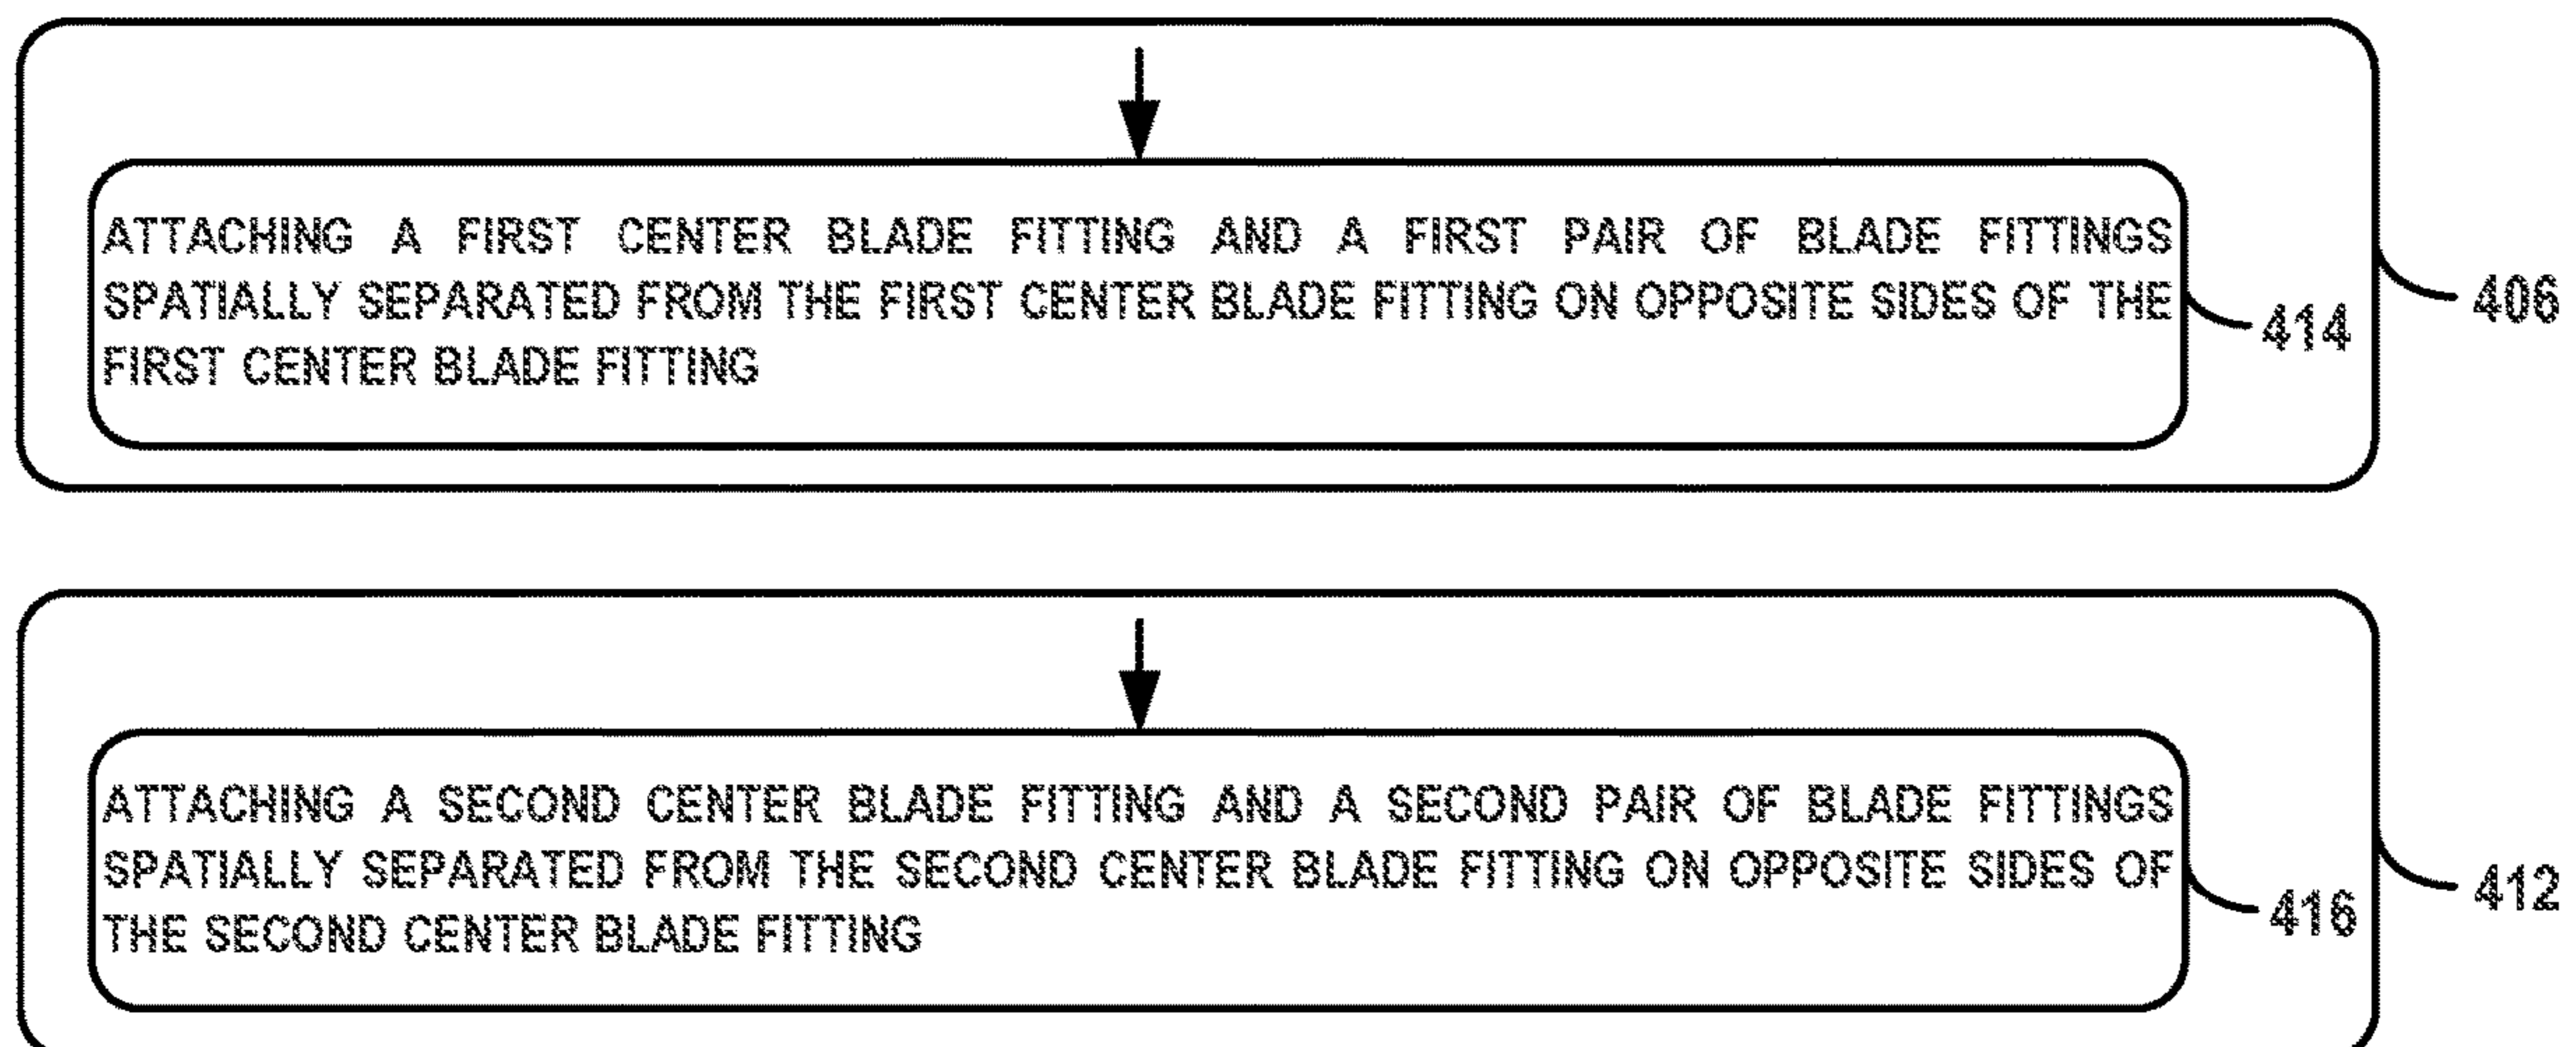 ATTACHING A FIRST CENTER BLADE FITTING AND A FIRST PAIR OF BLADE FITTINGS
SPATIALLY SEPARATED FROM THE FIRST CENTER BLADE FITTING ON OPPOSITE SIDES OF THE
FIRST CENTER BLADE FITTING
414
406
ATTACHING A SECOND CENTER BLADE FITTING AND A SECOND PAIR OF BLADE FITTINGS
SPATIALLY SEPARATED FROM THE SECOND CENTER BLADE FITTING ON OPPOSITE SIDES OF
THE SECOND CENTER BLADE FITTING
416
412